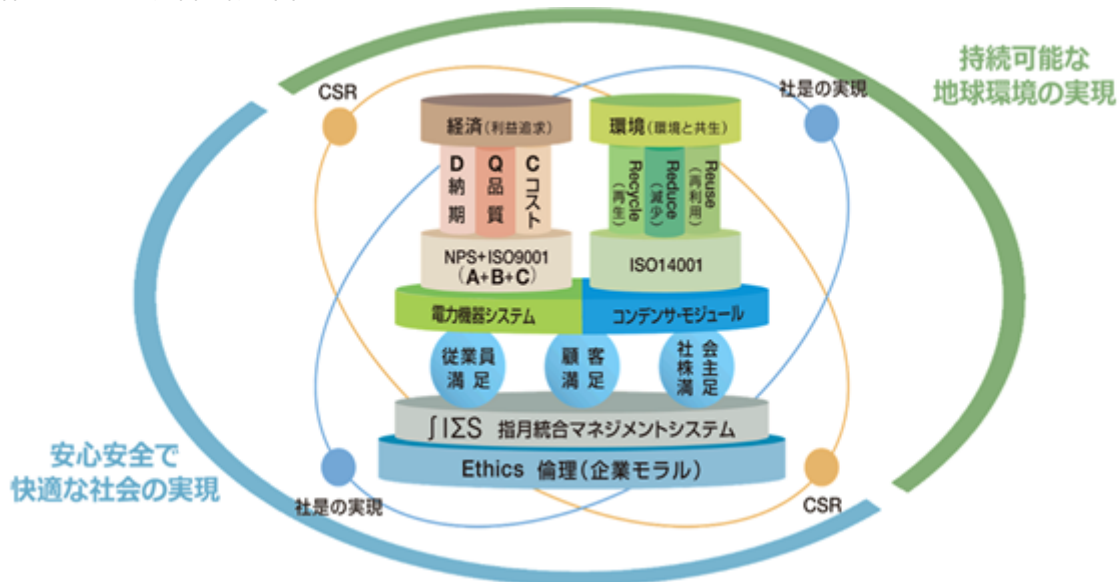 持続可能な
地球環境の実現
CSR
社是の実現
経済(利益追求)
環境(環境と共生)
D納期
Q品質
Cコスト
Recycle(再生)
Reduce(減少)
Reuse(再利用)
NPS+ISO9001
(A+B+C)
ISO14001
電力機器システム
コンデンサ・モジュール
従業員
満足
顧客
満足
社会
株主
満足
∫IΣS 指月統合マネジメントシステム
Ethics 倫理(企業モラル)
安心安全で
快適な社会の実現
社是の実現
CSR